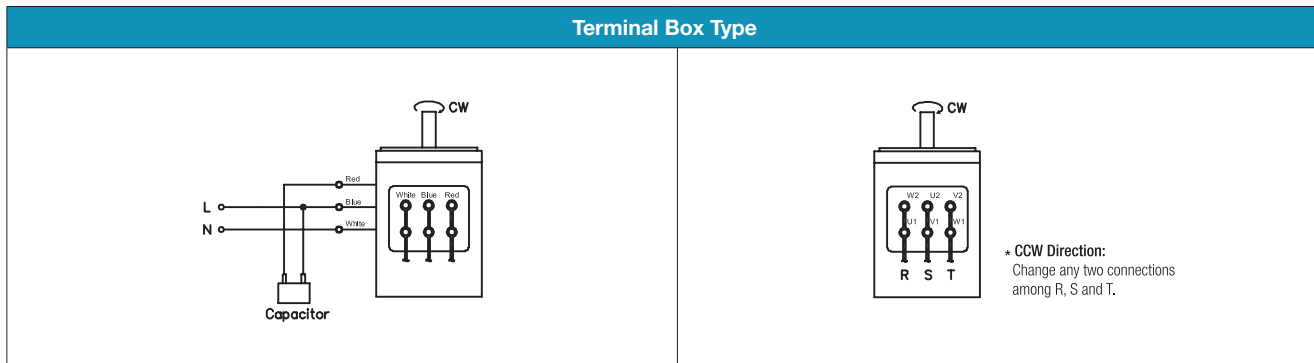 Terminal Box Type
CW
Red
Blue
White
White Blue Red
L
N
Capacitor
CW
W2 U2 V2
U1 V1 W1
R S T
* CCW Direction:
Change any two connections
among R, S and T.